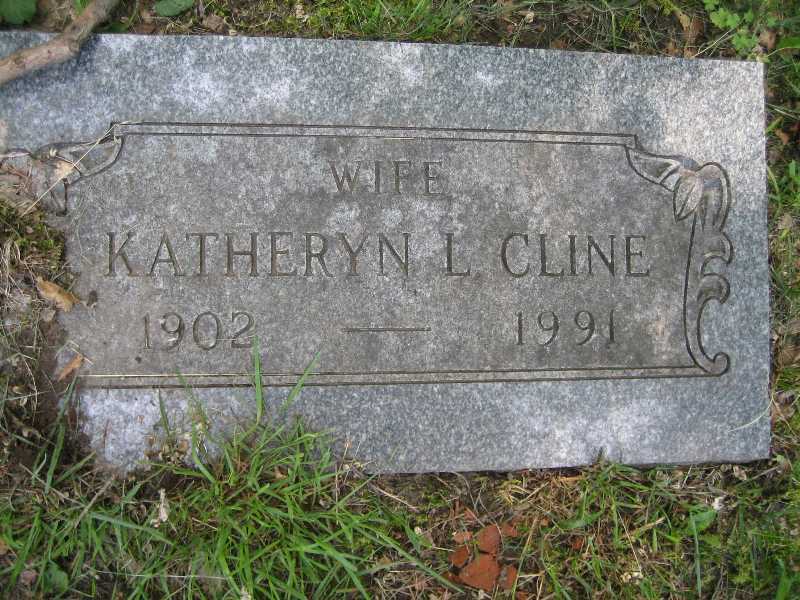 WIFE
KATHERYN L. CLINE
1902 — 1991